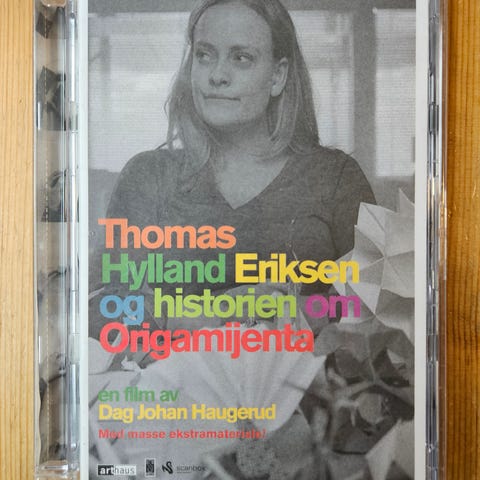 Thomas
Hylland Eriksen
og historien om
Origamijenta
en film av
Dag Johan Haugerud
Med masse ekstramateriale!
arthaus
scanbox